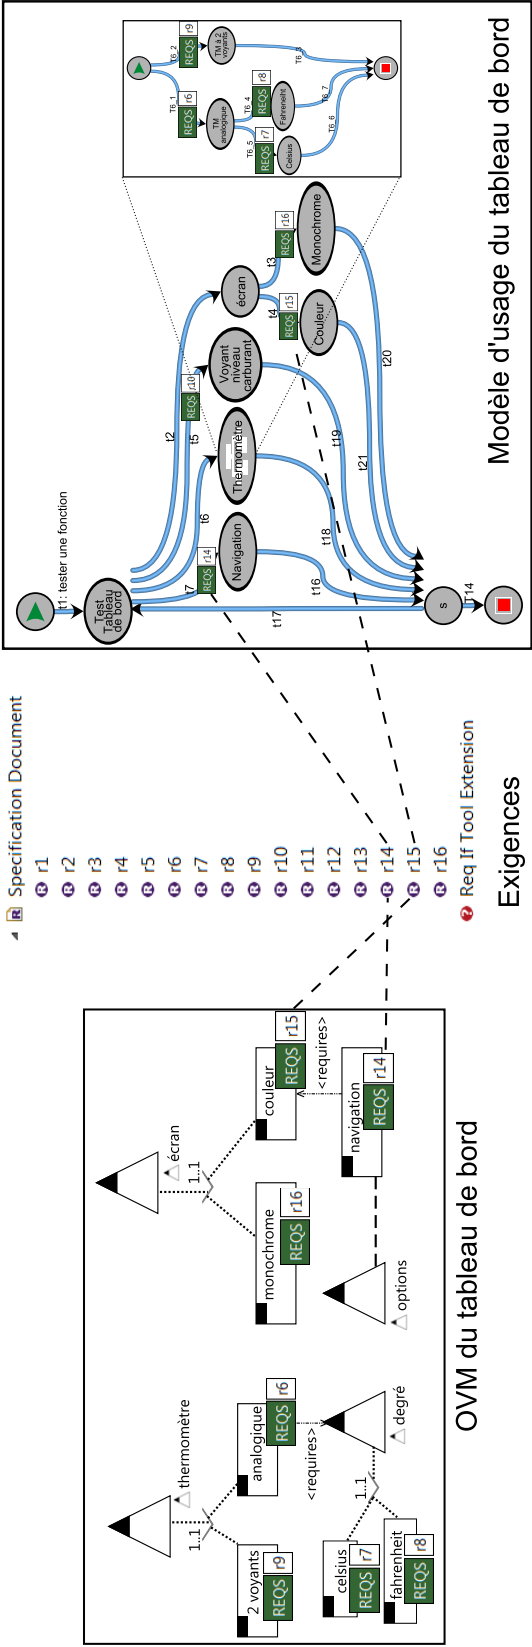 OVM du tableau de bord
thermomètre
1..1
2 voyants
REQS r9
analogique
REQS r6
<requires>
degré
1..1
celsius
REQS r7
fahrenheit
REQS r8
écran
1..1
monochrome
REQS r16
couleur
REQS r15
<requires>
options
navigation
REQS r14
Exigences
Specification Document
r1
r2
r3
r4
r5
r6
r7
r8
r9
r10
r11
r12
r13
r14
r15
r16
Req If Tool Extension
Modèle d'usage du tableau de bord
t1: tester une fonction
Test
Tableau
de bord
t2
t5
t6
t7
REQS r14
REQS r10
Navigation
Thermomètre
Voyant
niveau
carburant
écran
t3
t4
REQS r16
REQS r15
Monochrome
Couleur
t16
t18
t19
t21
t20
t17
s
T14
T6_2
REQS r9
TM à 2
voyants
T6_3
T6_1
REQS r6
TM
analogique
T6_4
REQS r8
Fahreneiht
T6_7
T6_5
REQS r7
Celsius
T6_6